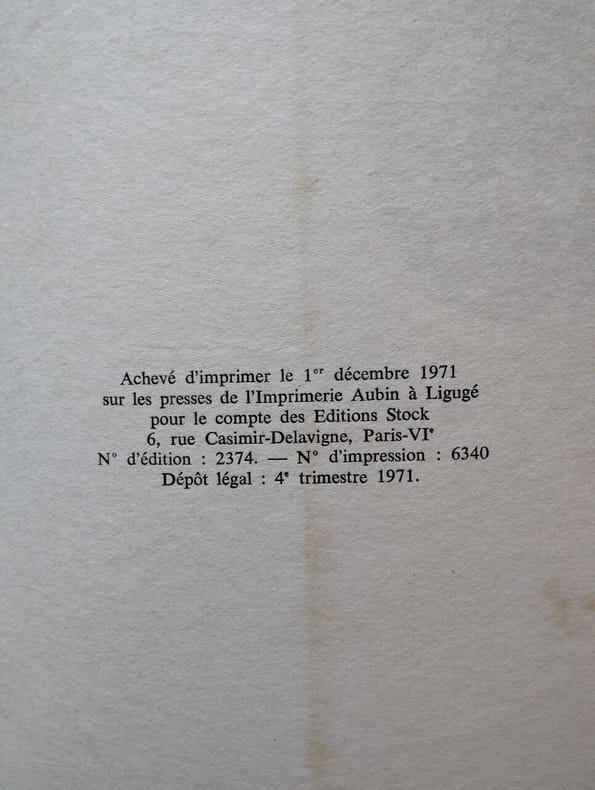 Achevé d'imprimer le 1er décembre 1971
sur les presses de l'Imprimerie Aubin à Ligugé
pour le compte des Editions Stock
6, rue Casimir-Delavigne, Paris-VIe
N° d'édition : 2374. — N° d'impression : 6340
Dépôt légal : 4e trimestre 1971.